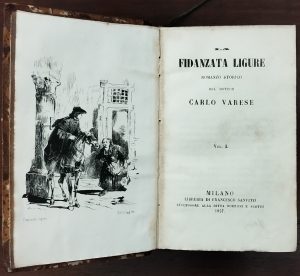 LA
FIDANZATA LIGURE
ROMANZO STORICO
DEL DOTTOR
CARLO VARESE
VOL. I.
MILANO
LIBRERIA DI FRANCESCO SANVITO
SUCCESSORE ALLA DITTA BORRONI E SCOTTI
1857.